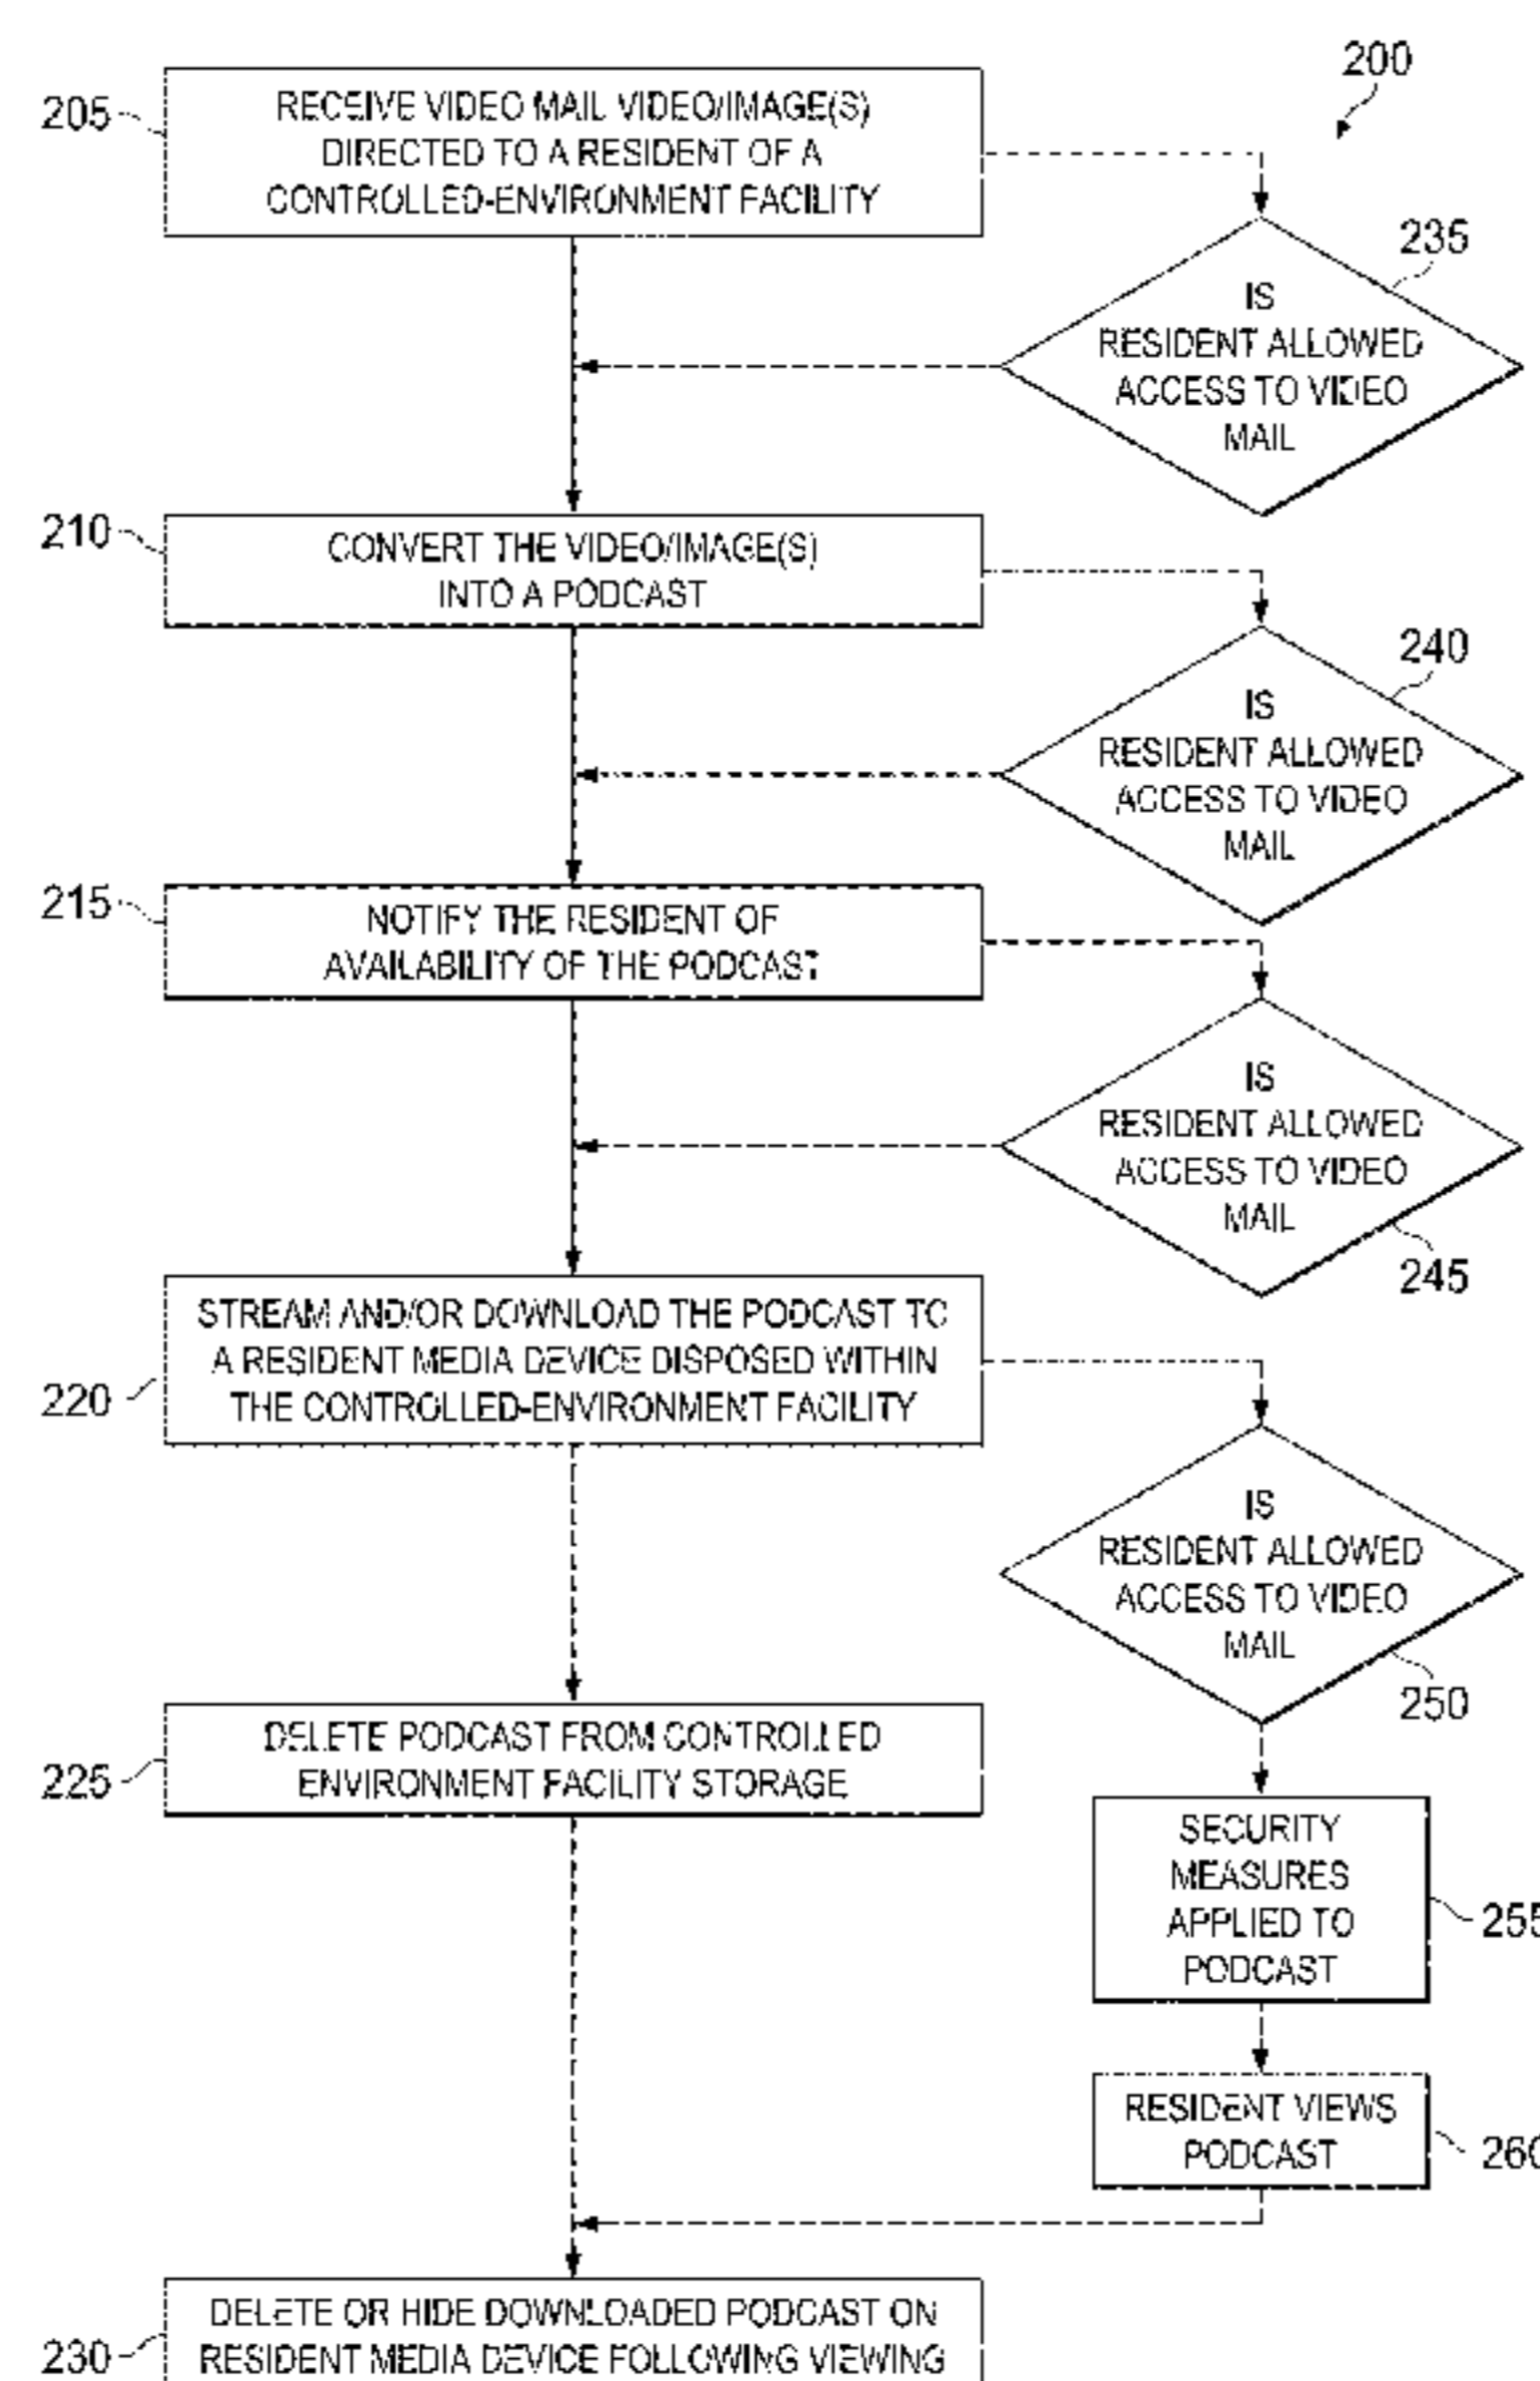 200
205
RECEIVE VIDEO MAIL VIDEO/IMAGE(S)
DIRECTED TO A RESIDENT OF A
CONTROLLED-ENVIRONMENT FACILITY
235
IS
RESIDENT ALLOWED
ACCESS TO VIDEO
MAIL
210
CONVERT THE VIDEO/IMAGE(S)
INTO A PODCAST
240
IS
RESIDENT ALLOWED
ACCESS TO VIDEO
MAIL
215
NOTIFY THE RESIDENT OF
AVAILABILITY OF THE PODCAST
IS
RESIDENT ALLOWED
ACCESS TO VIDEO
MAIL
245
220
STREAM AND/OR DOWNLOAD THE PODCAST TO
A RESIDENT MEDIA DEVICE DISPOSED WITHIN
THE CONTROLLED-ENVIRONMENT FACILITY
IS
RESIDENT ALLOWED
ACCESS TO VIDEO
MAIL
250
225
DELETE PODCAST FROM CONTROLLED
ENVIRONMENT FACILITY STORAGE
SECURITY
MEASURES
APPLIED TO
PODCAST
255
RESIDENT VIEWS
PODCAST
260
230
DELETE OR HIDE DOWNLOADED PODCAST ON
RESIDENT MEDIA DEVICE FOLLOWING VIEWING